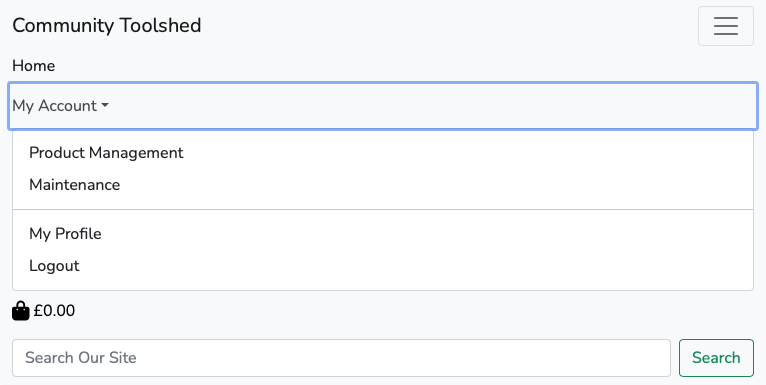 Community Toolshed
Home
My Account
Product Management
Maintenance
My Profile
Logout
£0.00
Search Our Site
Search